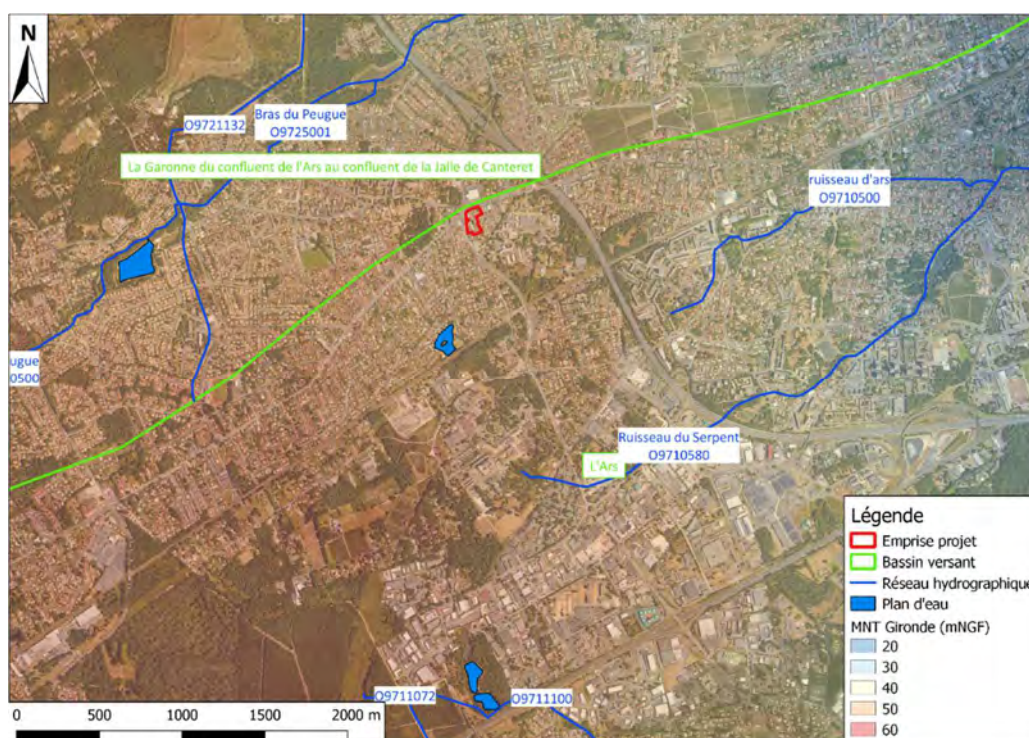 N
O9721132
Bras du Peugue
O9725001
La Garonne du confluent de l'Ars au confluent de la Jalle de Canteret
ruisseau d'ars
O9710500
ugue
0500
Ruisseau du Serpent
O9710580
L'Ars
O9711072
O9711100
Légende
Emprise projet
Bassin versant
Réseau hydrographique
Plan d'eau
MNT Gironde (mNGF)
20
30
40
50
60
0 500 1000 1500 2000 m